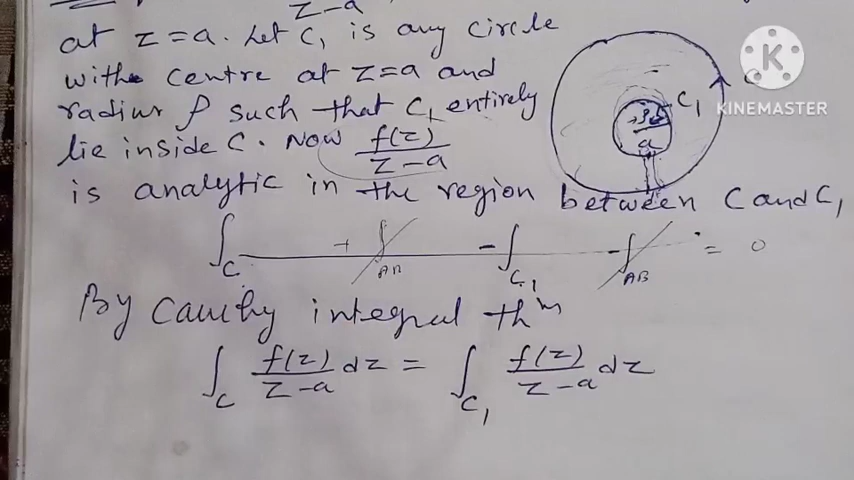 z-a
at z=a. Let C₁ is any circle
with centre at z=a and
radius ρ such that C₁ entirely
lie inside C. Now f(z)/z-a
is analytic in the region between C and C₁
C
C₁
a
K
KINEMASTER
∫C + ∫AB - ∫C₁ - ∫AB = 0
By Cauchy integral thm
∫C f(z)/z-a dz = ∫C₁ f(z)/z-a dz